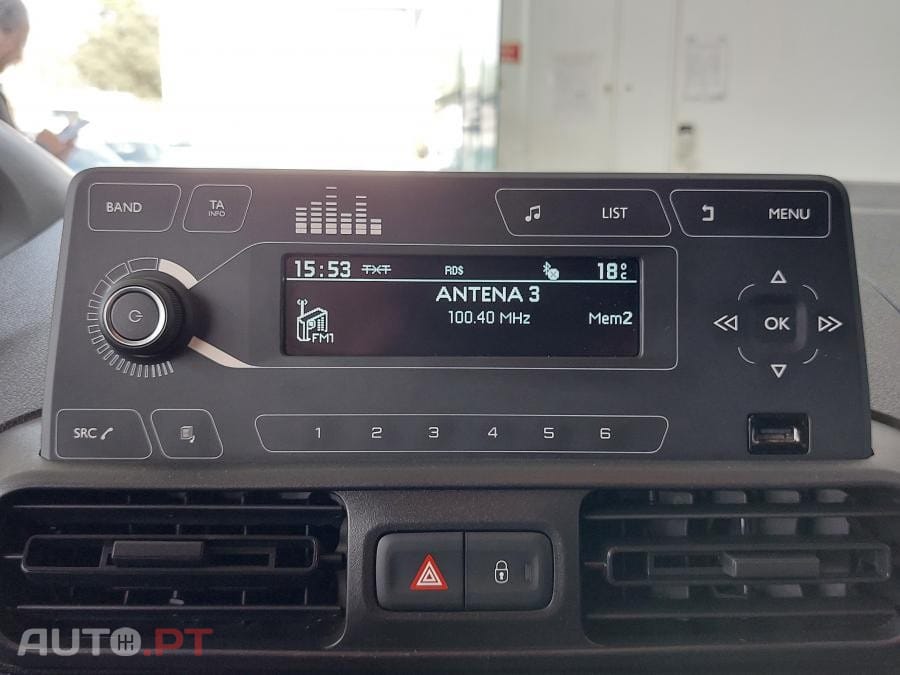 BAND
TA
INFO
LIST
MENU
15:53 TXT RDS 18°C
ANTENA 3
100.40 MHz
Mem2
FM1
OK
SRC
1 2 3 4 5 6
AUTO.PT